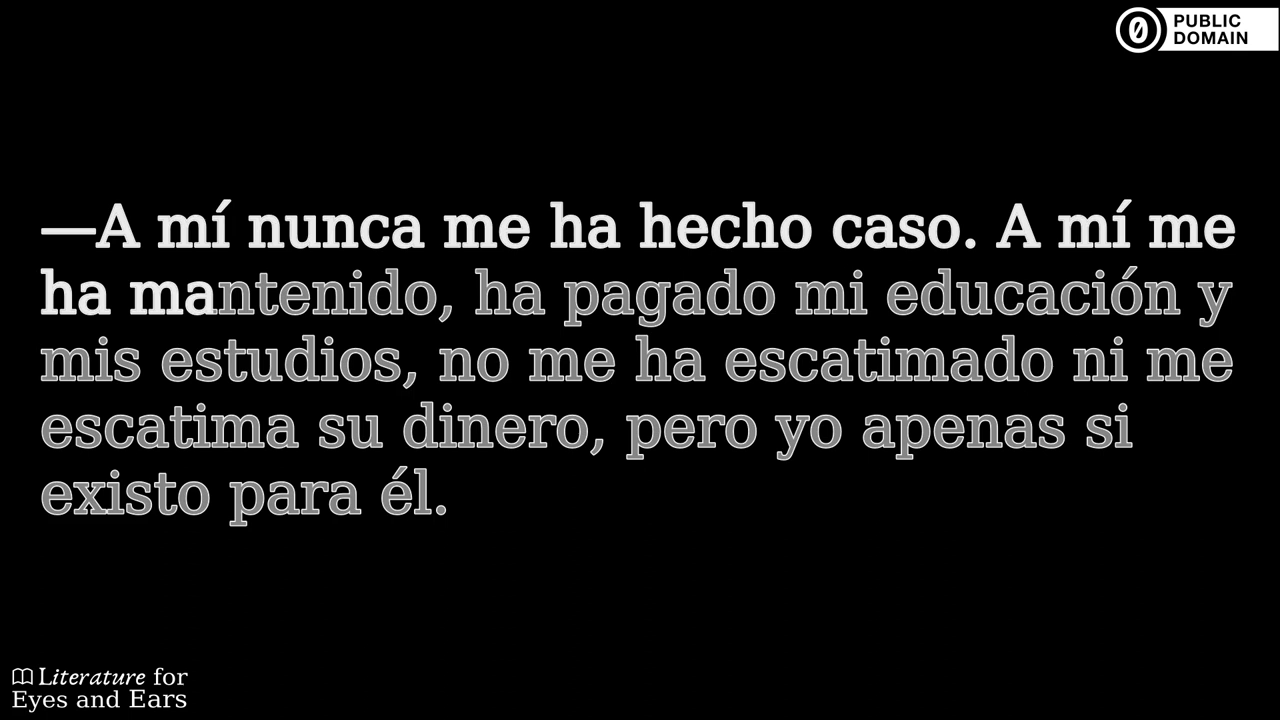 PUBLIC
DOMAIN
—A mí nunca me ha hecho caso. A mí me
ha mantenido, ha pagado mi educación y
mis estudios, no me ha escatimado ni me
escatima su dinero, pero yo apenas si
existo para él.
Literature for
Eyes and Ears